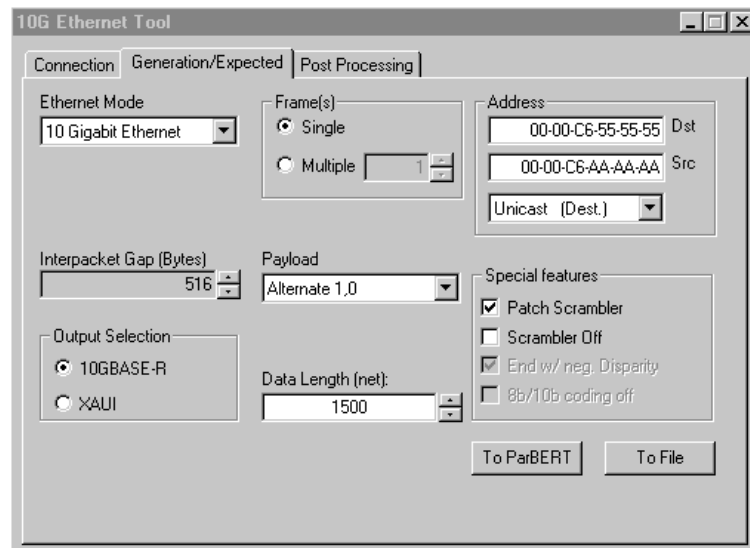 10G Ethernet Tool
Connection
Generation/Expected
Post Processing
Ethernet Mode
10 Gigabit Ethernet
Frame(s)
Single
Multiple
1
Address
00-00-C6-55-55-55 Dst
00-00-C6-AA-AA-AA Src
Unicast (Dest.)
Interpacket Gap (Bytes)
516
Payload
Alternate 1,0
Special features
Patch Scrambler
Scrambler Off
End w/ neg. Disparity
8b/10b coding off
Output Selection
10GBASE-R
XAUI
Data Length (net):
1500
To ParBERT
To File